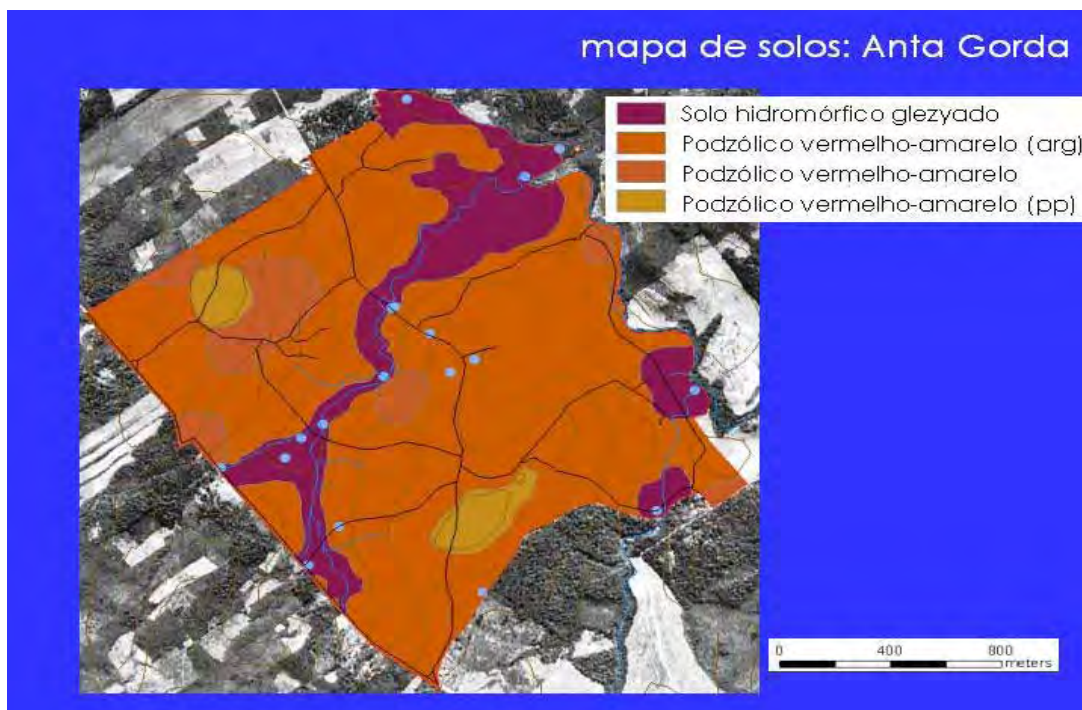 mapa de solos: Anta Gorda
Solo hidromórfico glezyado
Podzólico vermelho-amarelo (arg)
Podzólico vermelho-amarelo
Podzólico vermelho-amarelo (pp)
0 400 800
meters